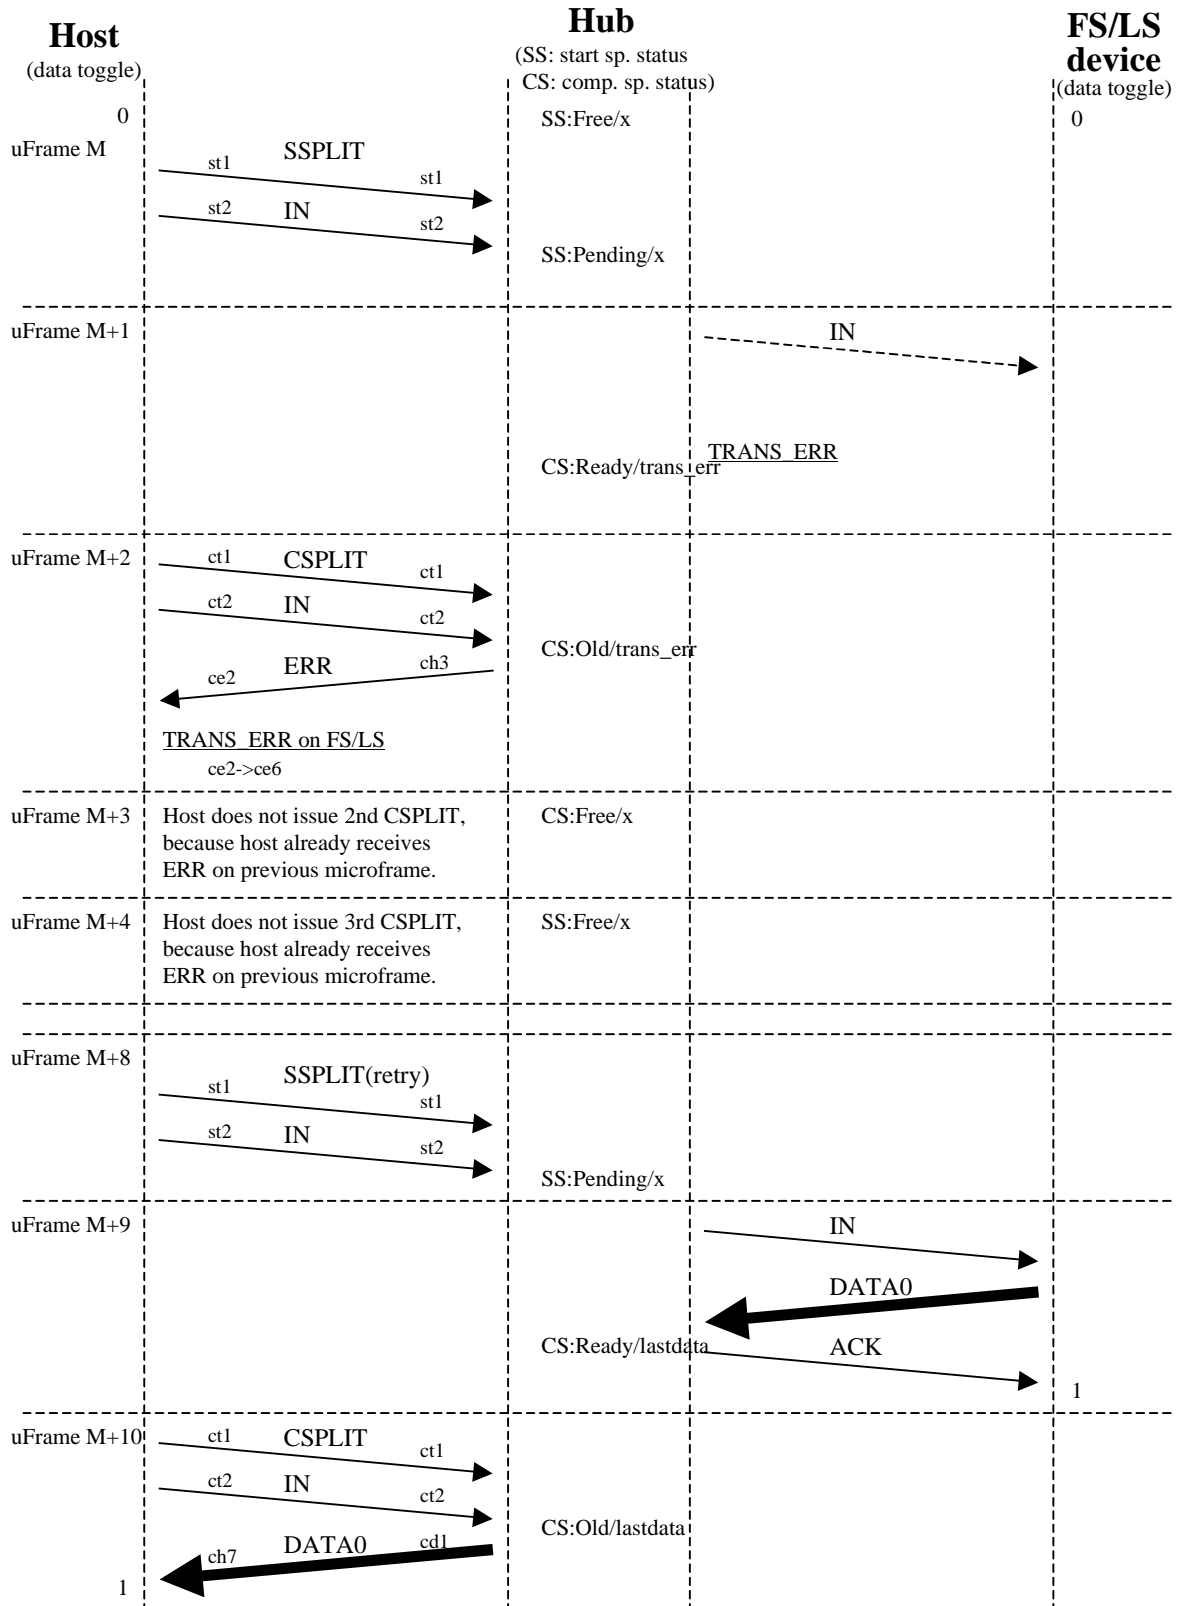 Host
(data toggle)
Hub
(SS: start sp. status
CS: comp. sp. status)
FS/LS
device
(data toggle)
0
SS:Free/x
0
uFrame M
st1
SSPLIT
st1
st2
IN
st2
SS:Pending/x
uFrame M+1
IN
TRANS_ERR
CS:Ready/trans_err
uFrame M+2
ct1
CSPLIT
ct1
ct2
IN
ct2
CS:Old/trans_err
ce2
ERR
ch3
TRANS_ERR on FS/LS
ce2->ce6
uFrame M+3
Host does not issue 2nd CSPLIT,
because host already receives
ERR on previous microframe.
CS:Free/x
uFrame M+4
Host does not issue 3rd CSPLIT,
because host already receives
ERR on previous microframe.
SS:Free/x
uFrame M+8
st1
SSPLIT(retry)
st1
st2
IN
st2
SS:Pending/x
uFrame M+9
IN
DATA0
CS:Ready/lastdata
ACK
1
uFrame M+10
ct1
CSPLIT
ct1
ct2
IN
ct2
CS:Old/lastdata
ch7
DATA0
cd1
1